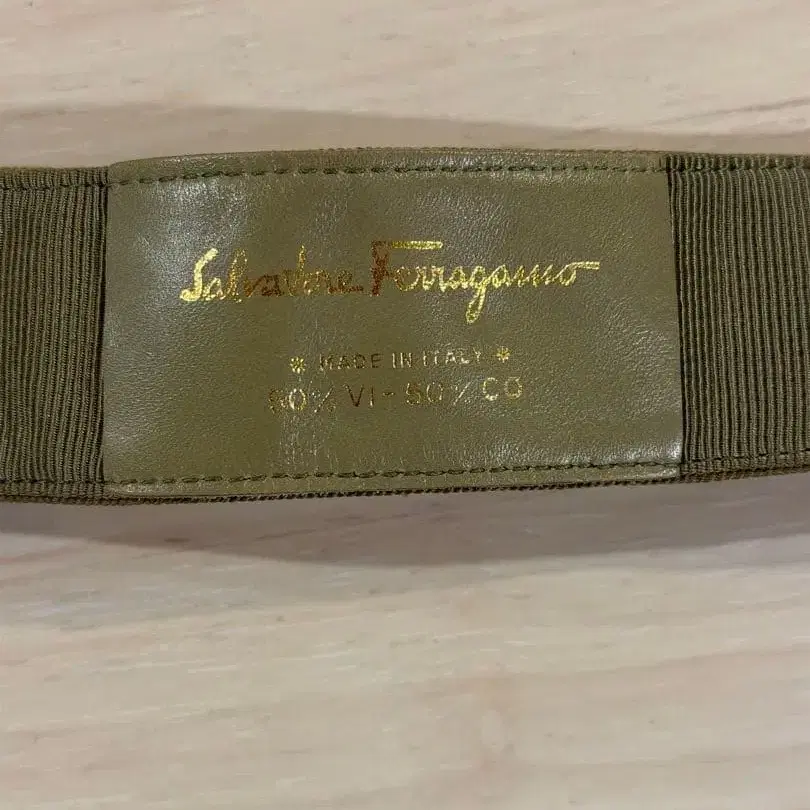 Salvatore Ferragamo
* MADE IN ITALY *
50% VI-50% CO